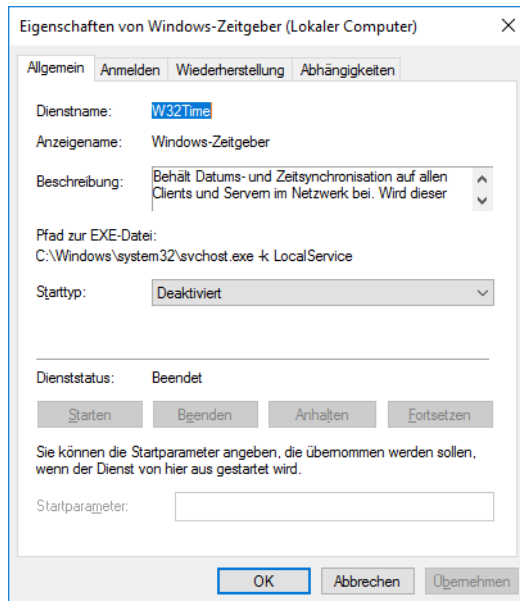 Eigenschaften von Windows-Zeitgeber (Lokaler Computer)
Allgemein Anmelden Wiederherstellung Abhängigkeiten
Dienstname: W32Time
Anzeigename: Windows-Zeitgeber
Beschreibung: Behält Datums- und Zeitsynchronisation auf allen
Clients und Servern im Netzwerk bei. Wird dieser
Pfad zur EXE-Datei:
C:\Windows\system32\svchost.exe -k LocalService
Starttyp: Deaktiviert
Dienststatus: Beendet
Starten Beenden Anhalten Fortsetzen
Sie können die Startparameter angeben, die übernommen werden sollen,
wenn der Dienst von hier aus gestartet wird.
Startparameter:
OK Abbrechen Übernehmen